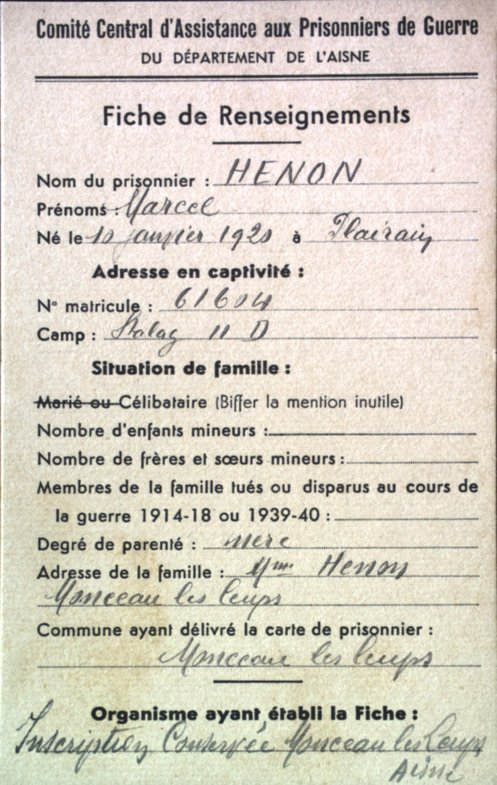 Comité Central d'Assistance aux Prisonniers de Guerre
DU DÉPARTEMENT DE L'AISNE
Fiche de Renseignements
Nom du prisonnier : HENON
Prénoms : Marcel
Né le 10 janvier 1920 à
Adresse en captivité :
N° matricule : 61604
Camp : Stalag II D
Situation de famille :
Marié ou Célibataire (Biffer la mention inutile)
Nombre d'enfants mineurs :
Nombre de frères et sœurs mineurs :
Membres de la famille tués ou disparus au cours de
la guerre 1914-18 ou 1939-40 :
Degré de parenté : mere
Adresse de la famille : Mme Henon
Monceau les leups
Commune ayant délivré la carte de prisonnier :
Monceau les leups
Organisme ayant établi la Fiche :
Inscription Monceau les Leups
Aisne